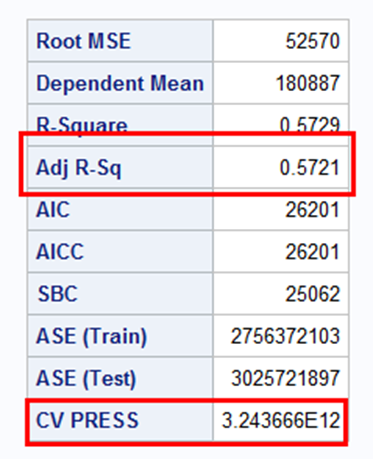 Root MSE 52570
Dependent Mean 180887
R-Square 0.5729
Adj R-Sq 0.5721
AIC 26201
AICC 26201
SBC 25062
ASE (Train) 2756372103
ASE (Test) 3025721897
CV PRESS 3.243666E12